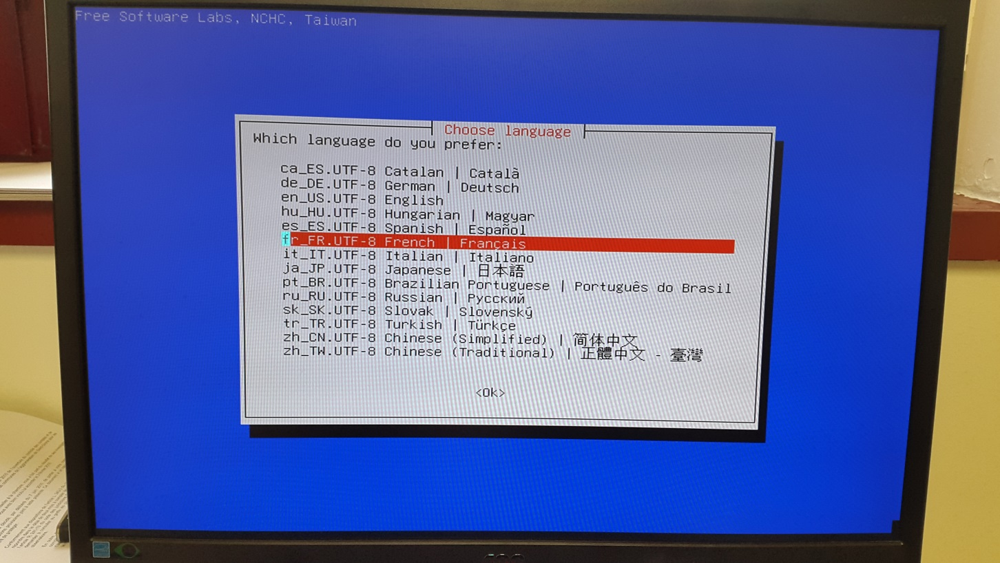 Free Software Labs, NCHC, Taiwan
Choose language
Which language do you prefer:
ca_ES.UTF-8 Catalan | Català
de_DE.UTF-8 German | Deutsch
en_US.UTF-8 English
hu_HU.UTF-8 Hungarian | Magyar
es_ES.UTF-8 Spanish | Español
fr_FR.UTF-8 French | Français
it_IT.UTF-8 Italian | Italiano
ja_JP.UTF-8 Japanese | 日本語
pt_BR.UTF-8 Brazilian Portuguese | Português do Brasil
ru_RU.UTF-8 Russian | Русский
sk_SK.UTF-8 Slovak | Slovenský
tr_TR.UTF-8 Turkish | Türkçe
zh_CN.UTF-8 Chinese (Simplified) | 简体中文
zh_TW.UTF-8 Chinese (Traditional) | 正體中文 - 臺灣
<Ok>